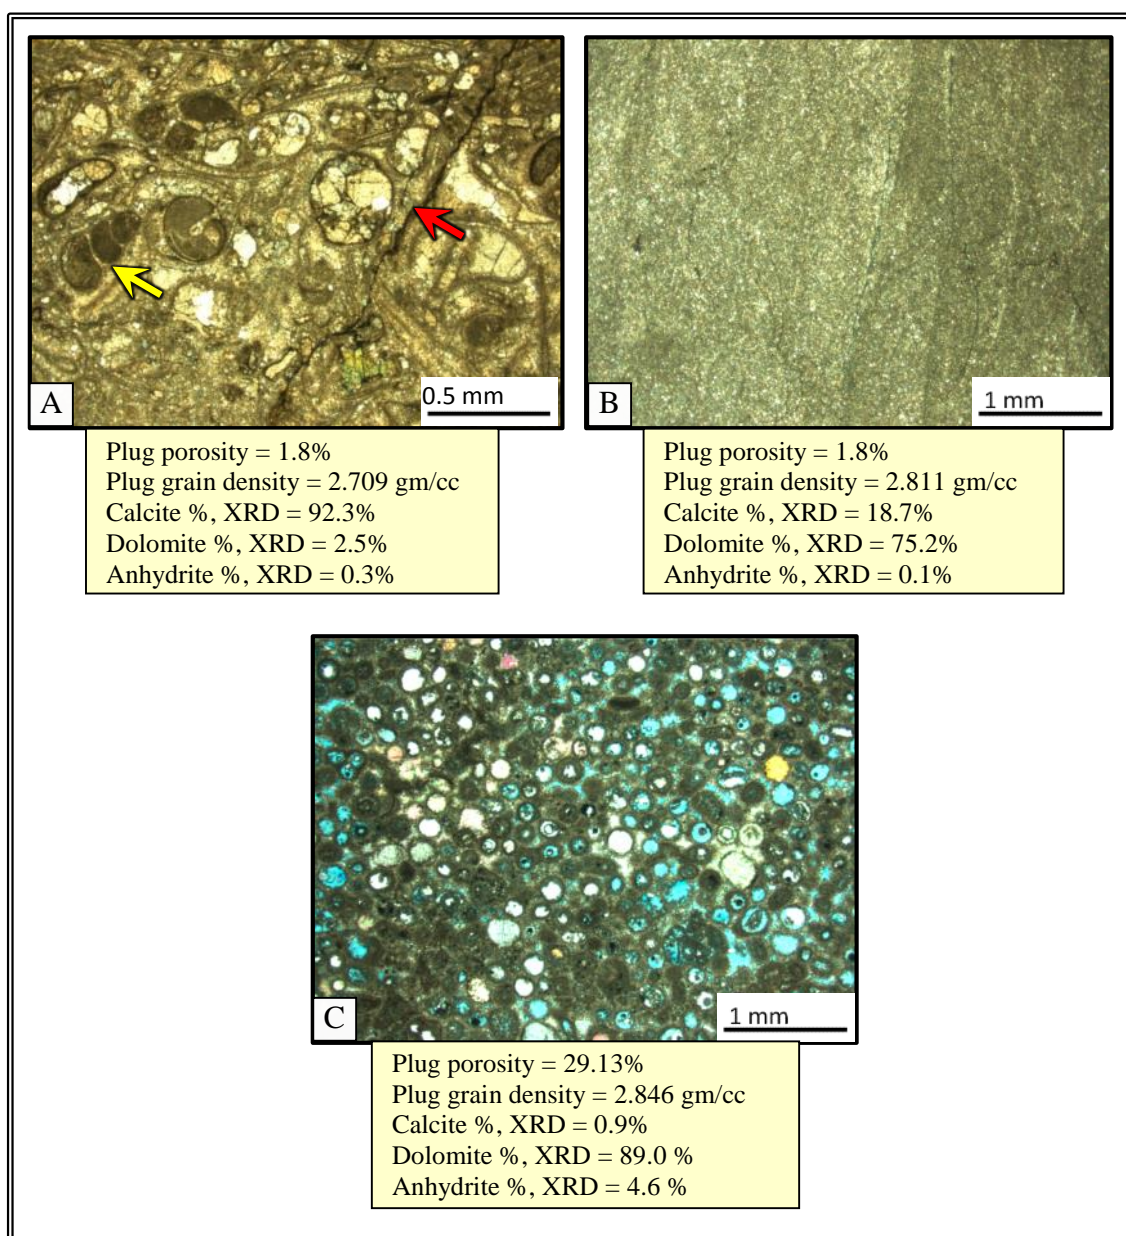 A
0.5 mm
B
1 mm
Plug porosity = 1.8%
Plug grain density = 2.709 gm/cc
Calcite %, XRD = 92.3%
Dolomite %, XRD = 2.5%
Anhydrite %, XRD = 0.3%
Plug porosity = 1.8%
Plug grain density = 2.811 gm/cc
Calcite %, XRD = 18.7%
Dolomite %, XRD = 75.2%
Anhydrite %, XRD = 0.1%
C
1 mm
Plug porosity = 29.13%
Plug grain density = 2.846 gm/cc
Calcite %, XRD = 0.9%
Dolomite %, XRD = 89.0 %
Anhydrite %, XRD = 4.6 %